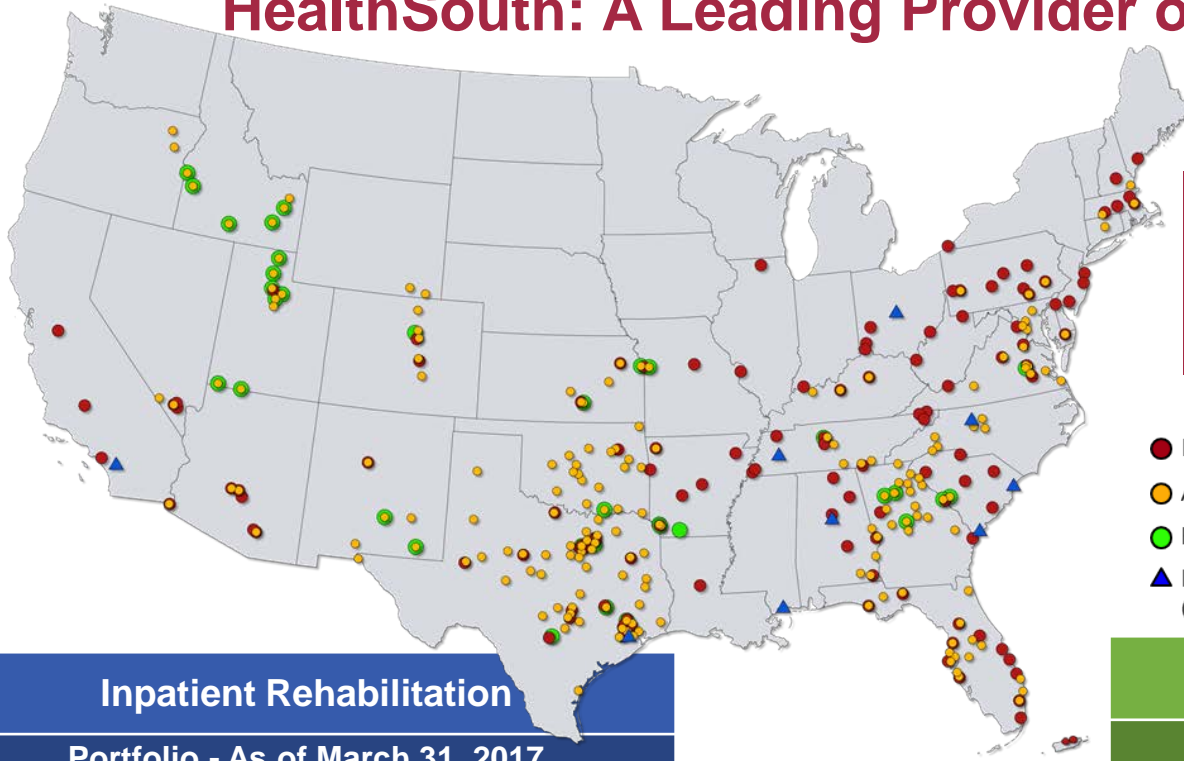 HealthSouth: A Leading Provider o
Inpatient Rehabilitation
Portfolio - As of March 31, 2017